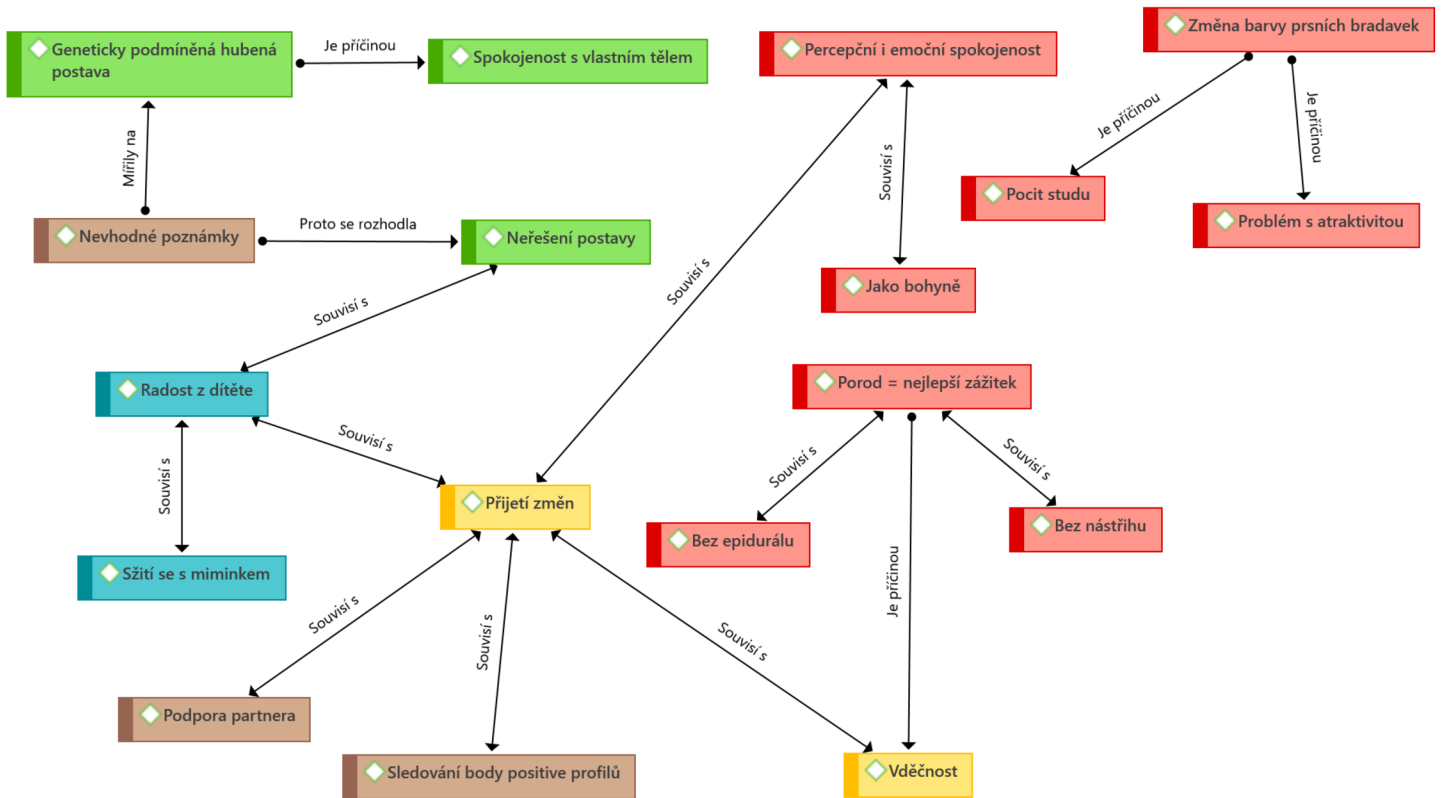 Geneticky podmíněná hubená
postava
Je příčinou
Spokojenost s vlastním tělem
Percepční i emoční spokojenost
Změna barvy prsních bradavek
Mířily na
Souvisí s
Je příčinou
Je příčinou
Pocit studu
Problém s atraktivitou
Nevhodné poznámky
Proto se rozhodla
Neřešení postavy
Souvisí s
Jako bohyně
Souvisí s
Radost z dítěte
Porod = nejlepší zážitek
Souvisí s
Souvisí s
Souvisí s
Souvisí s
Přijetí změn
Bez epidurálu
Bez nástřihu
Sžití se s miminkem
Je příčinou
Souvisí s
Souvisí s
Souvisí s
Podpora partnera
Sledování body positive profilů
Vděčnost